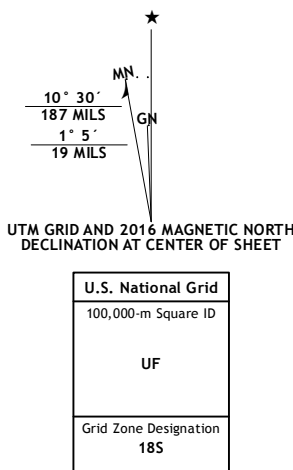 ★
MN
GN
10° 30´
187 MILS
1° 5´
19 MILS
UTM GRID AND 2016 MAGNETIC NORTH
DECLINATION AT CENTER OF SHEET
U.S. National Grid
100,000-m Square ID
UF
Grid Zone Designation
18S